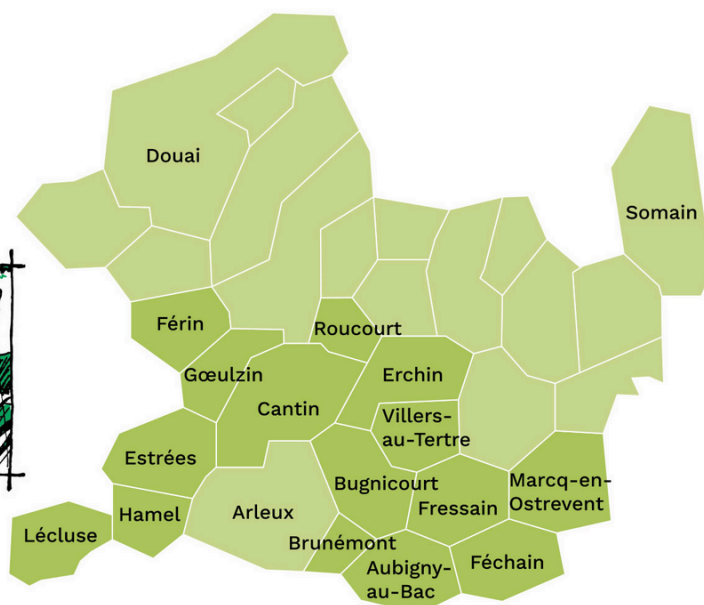 Douai
Somain
Férin
Roucourt
Gœulzin
Erchin
Cantin
Villers-
au-Tertre
Estrées
Bugnicourt
Marcq-en-
Ostrevent
Fressain
Hamel
Arleux
Lécluse
Brunémont
Aubigny-
au-Bac
Féchain